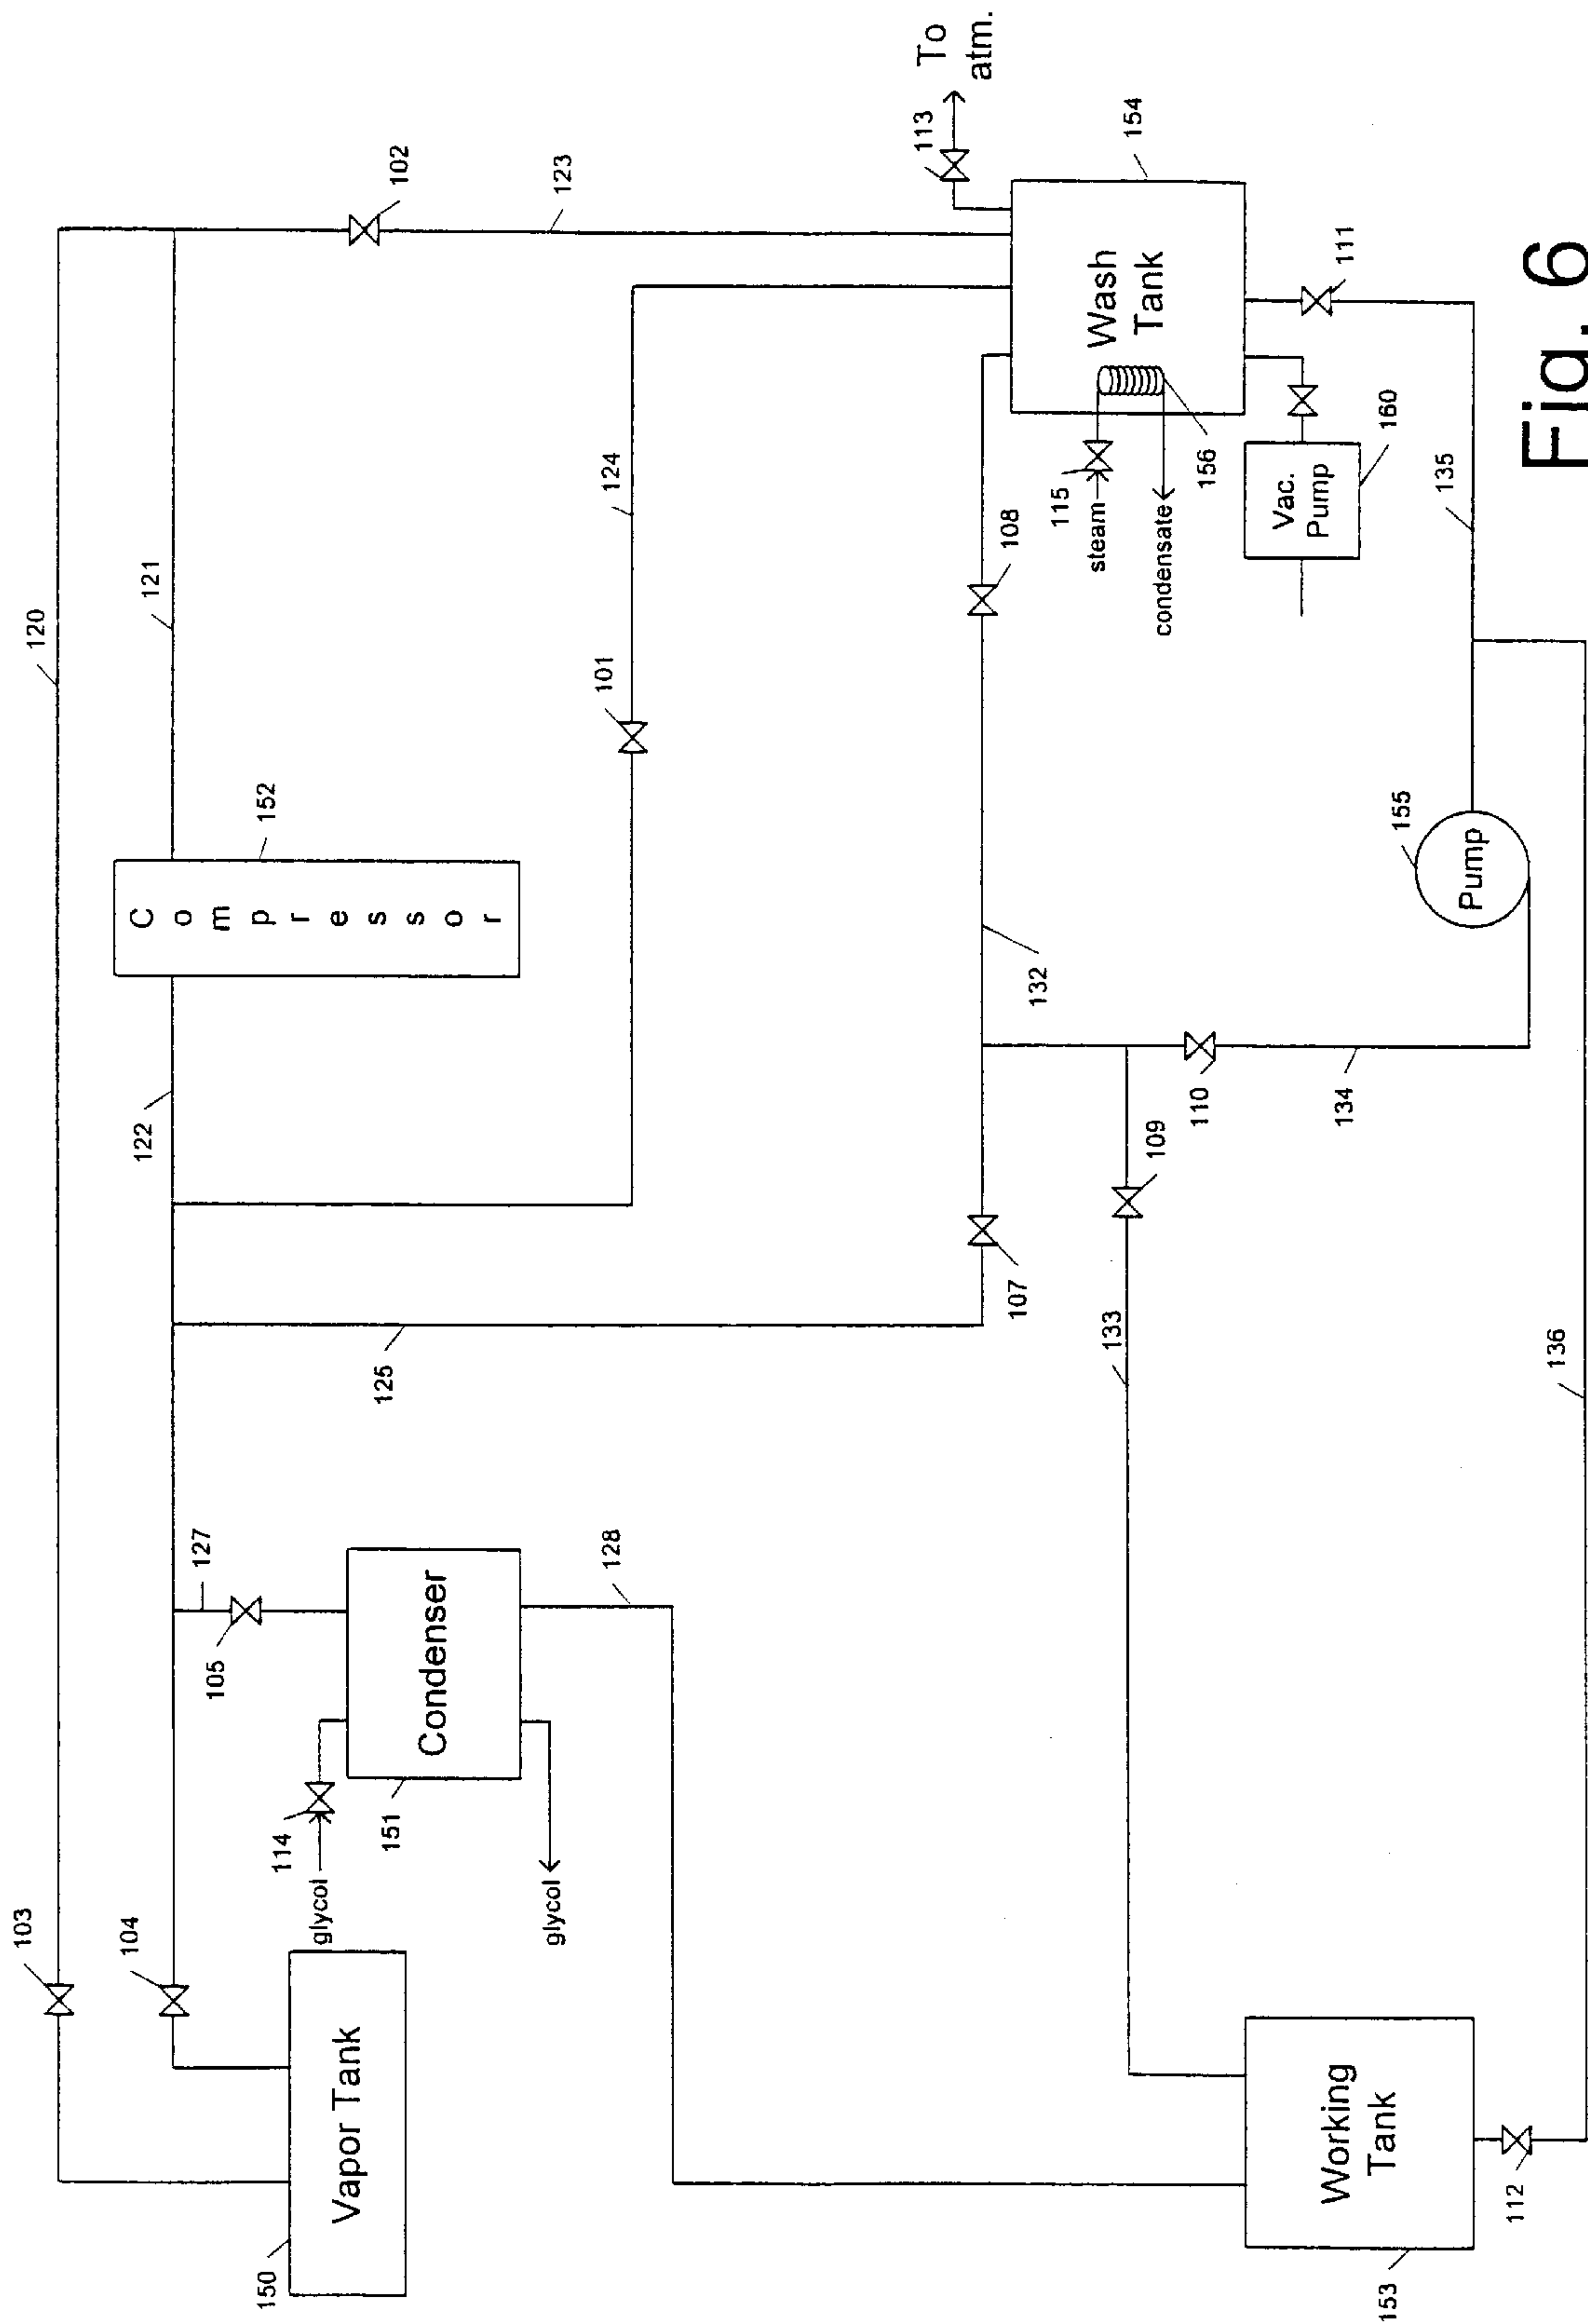 120
121
102
123
122
152
C
o
m
p
r
e
s
s
o
r
103
104
127
105
114
glycol
glycol
Condenser
151
128
150
Vapor Tank
125
101
124
113
To
atm.
154
Wash
Tank
115
steam
condensate
156
108
132
107
111
Vac.
Pump
160
135
109
110
133
134
155
Pump
136
Working
Tank
153
112
Fig. 6